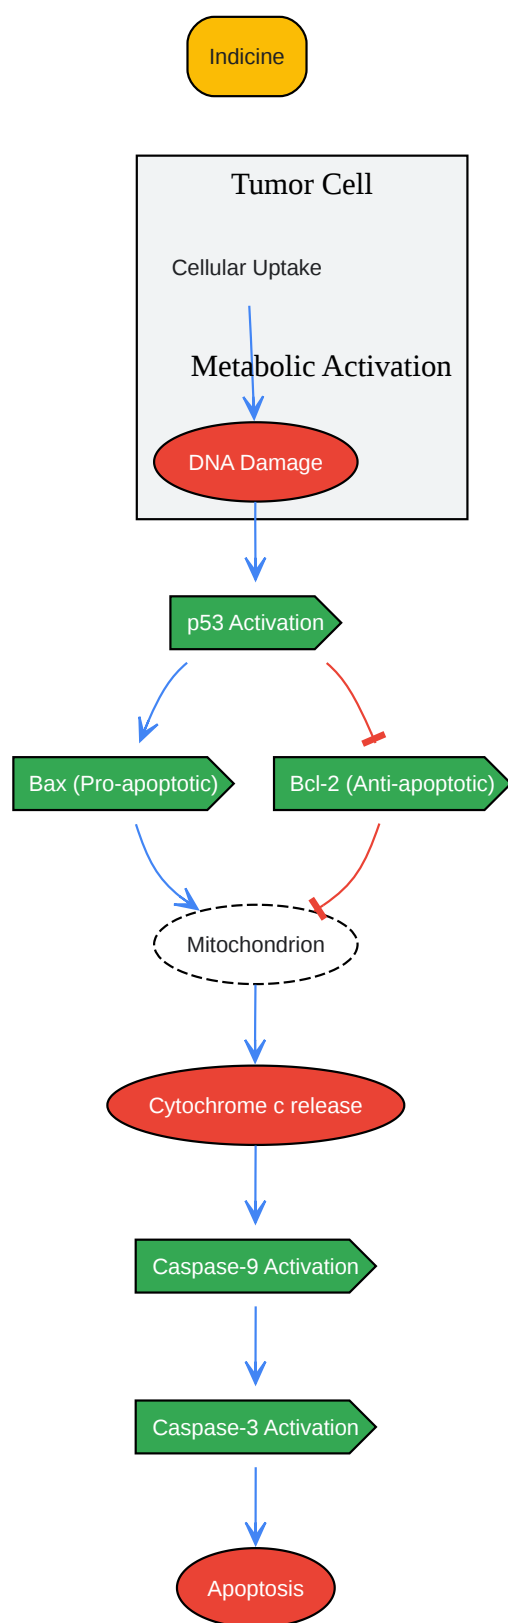 Indicine
Tumor Cell
Cellular Uptake
Metabolic Activation
DNA Damage
p53 Activation
Bax (Pro-apoptotic)
Bcl-2 (Anti-apoptotic)
Mitochondrion
Cytochrome c release
Caspase-9 Activation
Caspase-3 Activation
Apoptosis